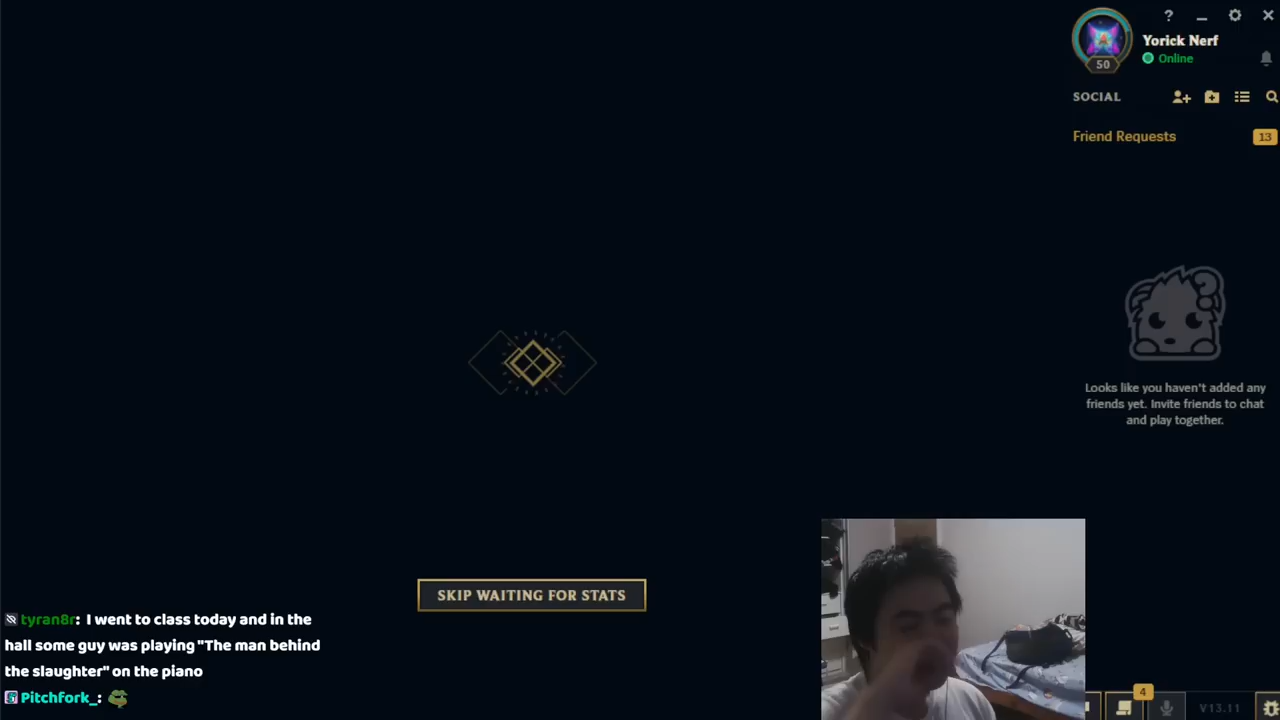 ?
Yorick Nerf
50
Online
SOCIAL
Friend Requests 13
Looks like you haven't added any
friends yet. Invite friends to chat
and play together.
SKIP WAITING FOR STATS
tyran8r: I went to class today and in the
hall some guy was playing "The man behind
the slaughter" on the piano
Pitchfork_:
4
V13.11